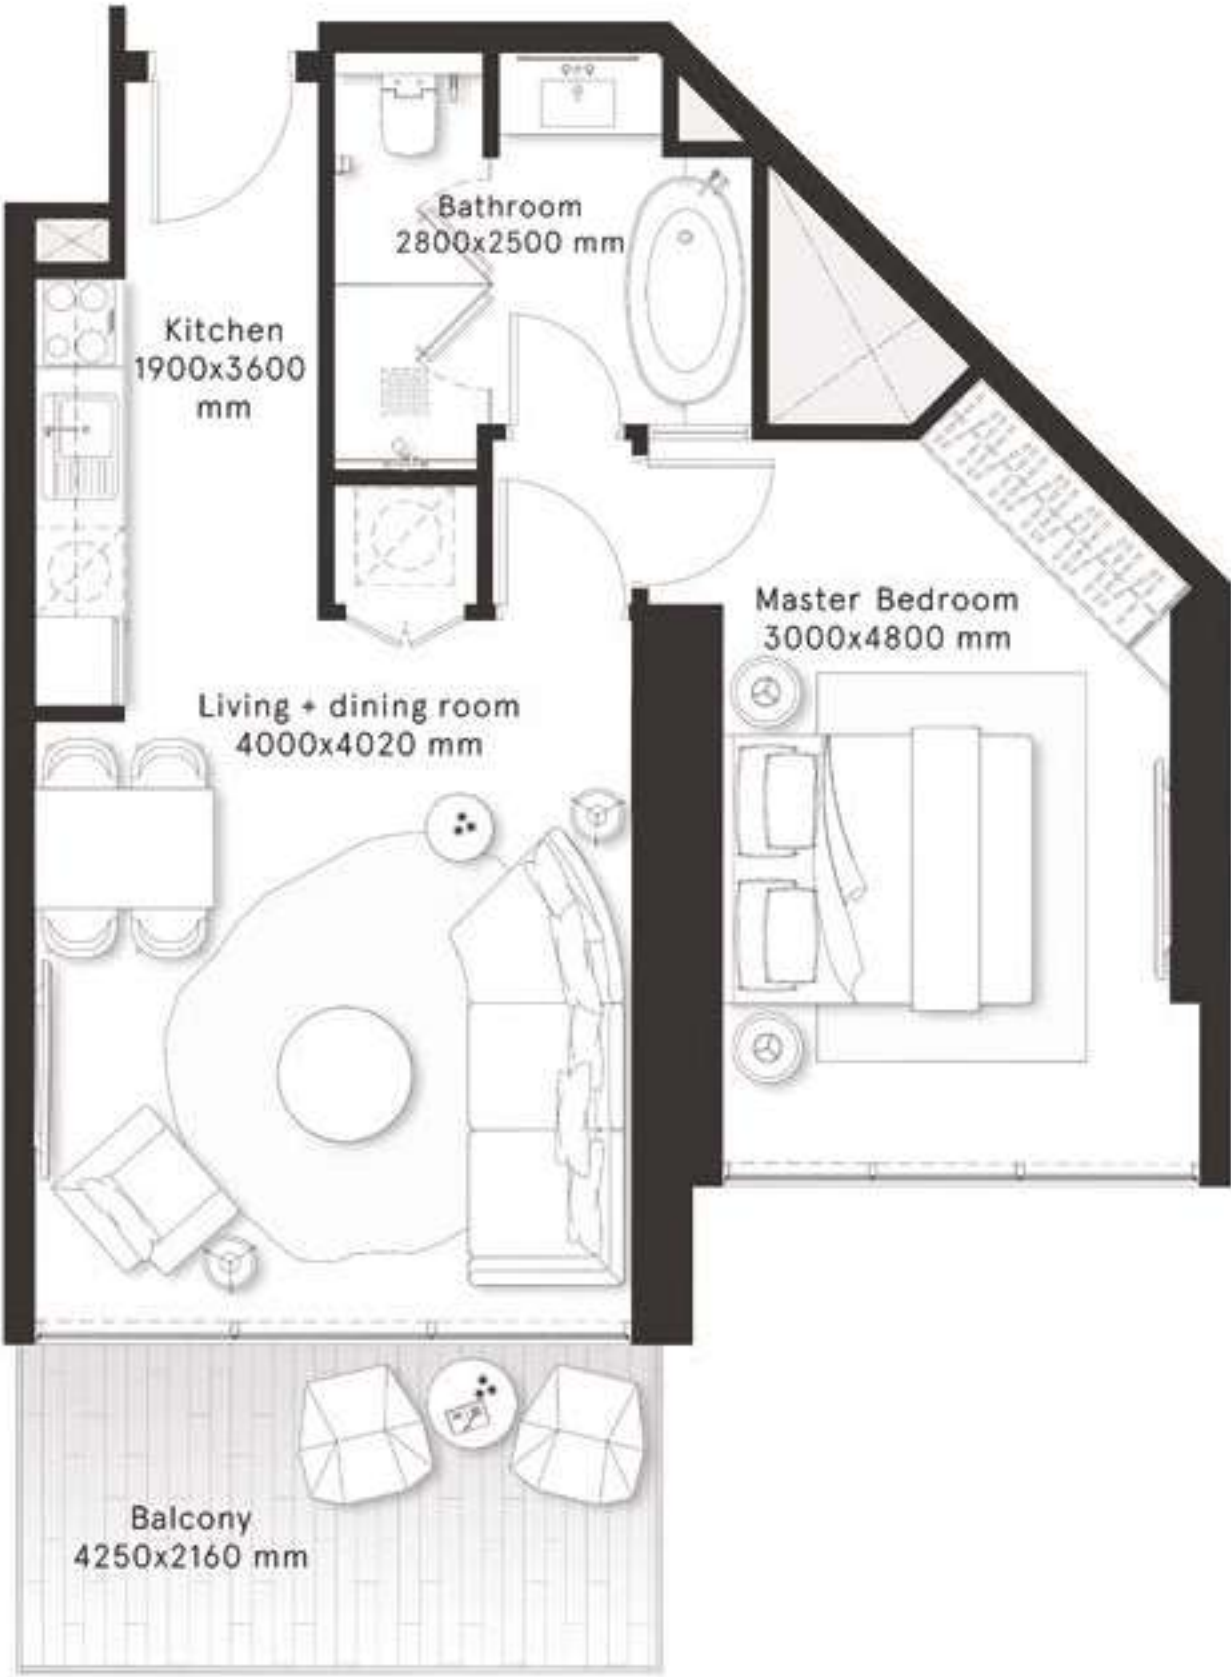 Bathroom
2800x2500 mm
Kitchen
1900x3600
mm
Master Bedroom
3000x4800 mm
Living + dining room
4000x4020 mm
Balcony
4250x2160 mm